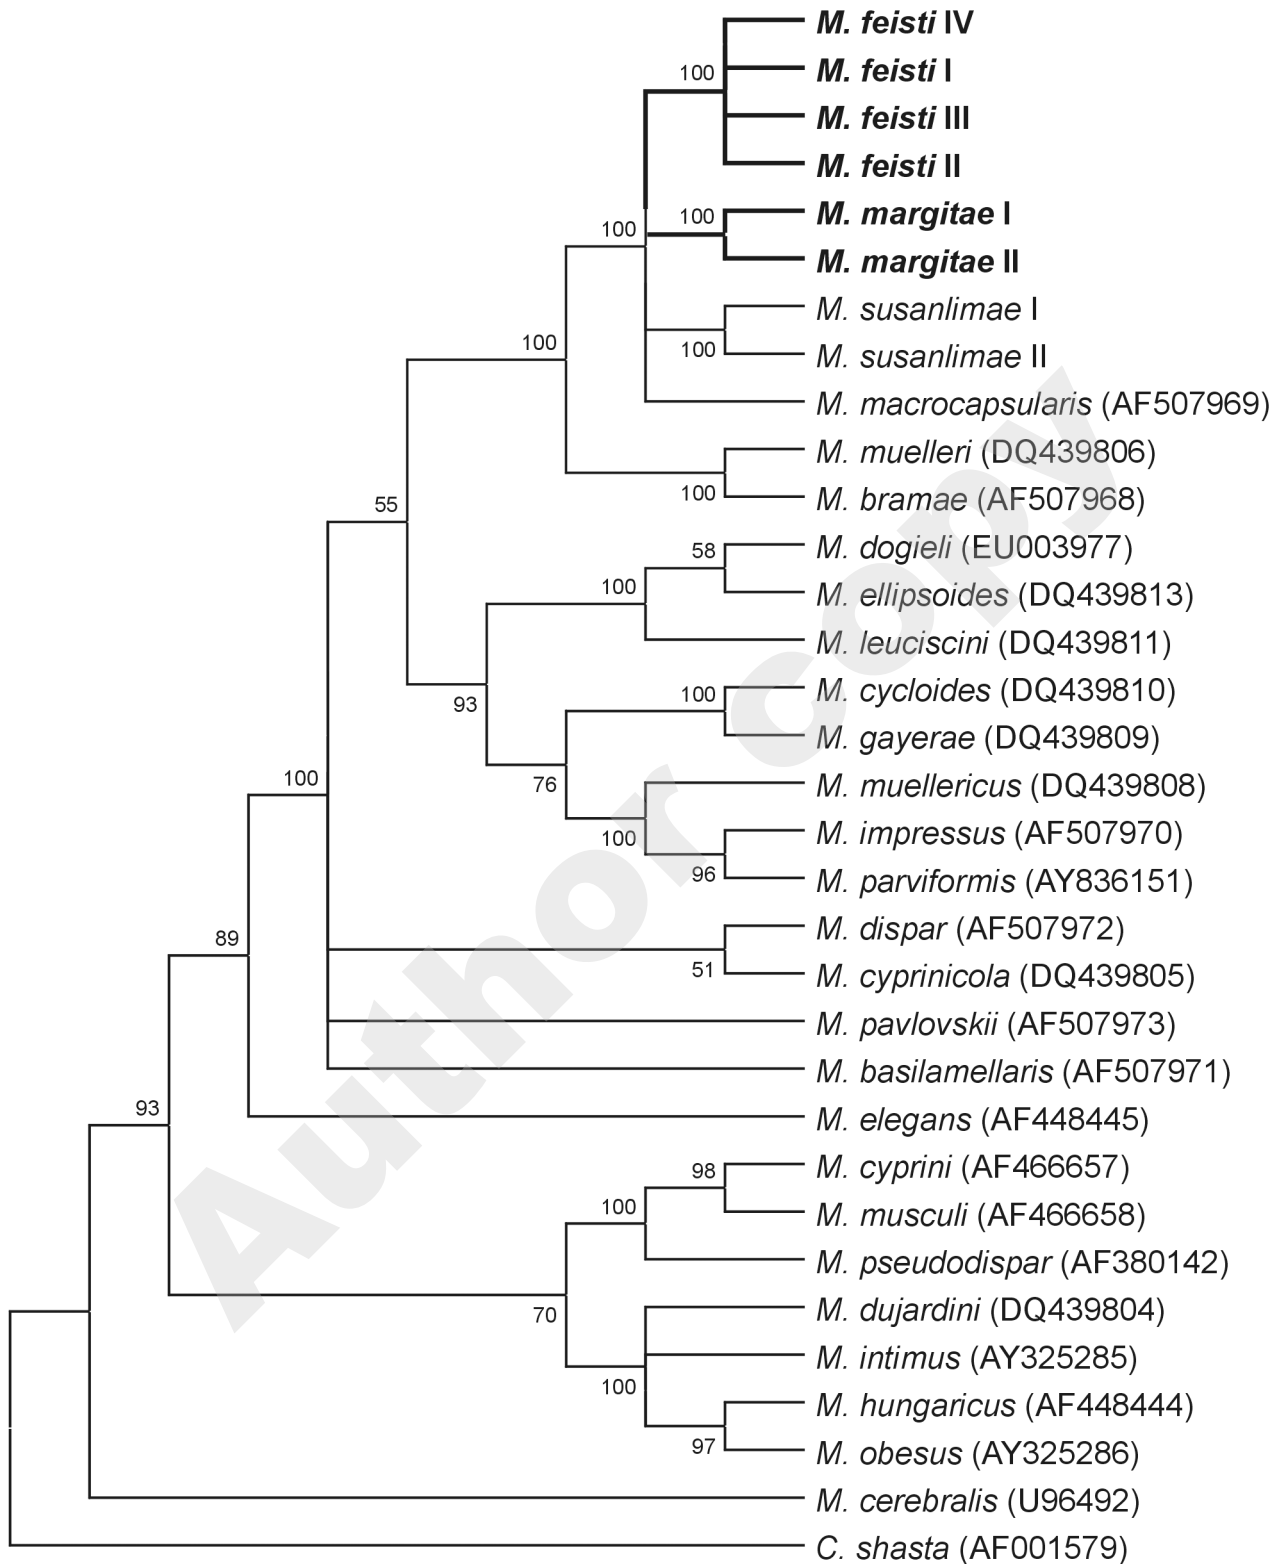 M. feisti IV
100
M. feisti I
M. feisti III
M. feisti II
100
M. margitae I
100
M. margitae II
M. susanlimae I
100
M. susanlimae II
100
M. macrocapsularis (AF507969)
M. muelleri (DQ439806)
100
M. bramae (AF507968)
55
58
M. dogieli (EU003977)
100
M. ellipsoides (DQ439813)
M. leuciscini (DQ439811)
93
100
M. cycloides (DQ439810)
M. gayerae (DQ439809)
100
76
M. muellericus (DQ439808)
100
M. impressus (AF507970)
96
M. parviformis (AY836151)
89
M. dispar (AF507972)
51
M. cyprinicola (DQ439805)
M. pavlovskii (AF507973)
M. basilamellaris (AF507971)
93
M. elegans (AF448445)
98
M. cyprini (AF466657)
100
M. musculi (AF466658)
M. pseudodispar (AF380142)
70
M. dujardini (DQ439804)
M. intimus (AY325285)
100
M. hungaricus (AF448444)
97
M. obesus (AY325286)
M. cerebralis (U96492)
C. shasta (AF001579)
Author copy